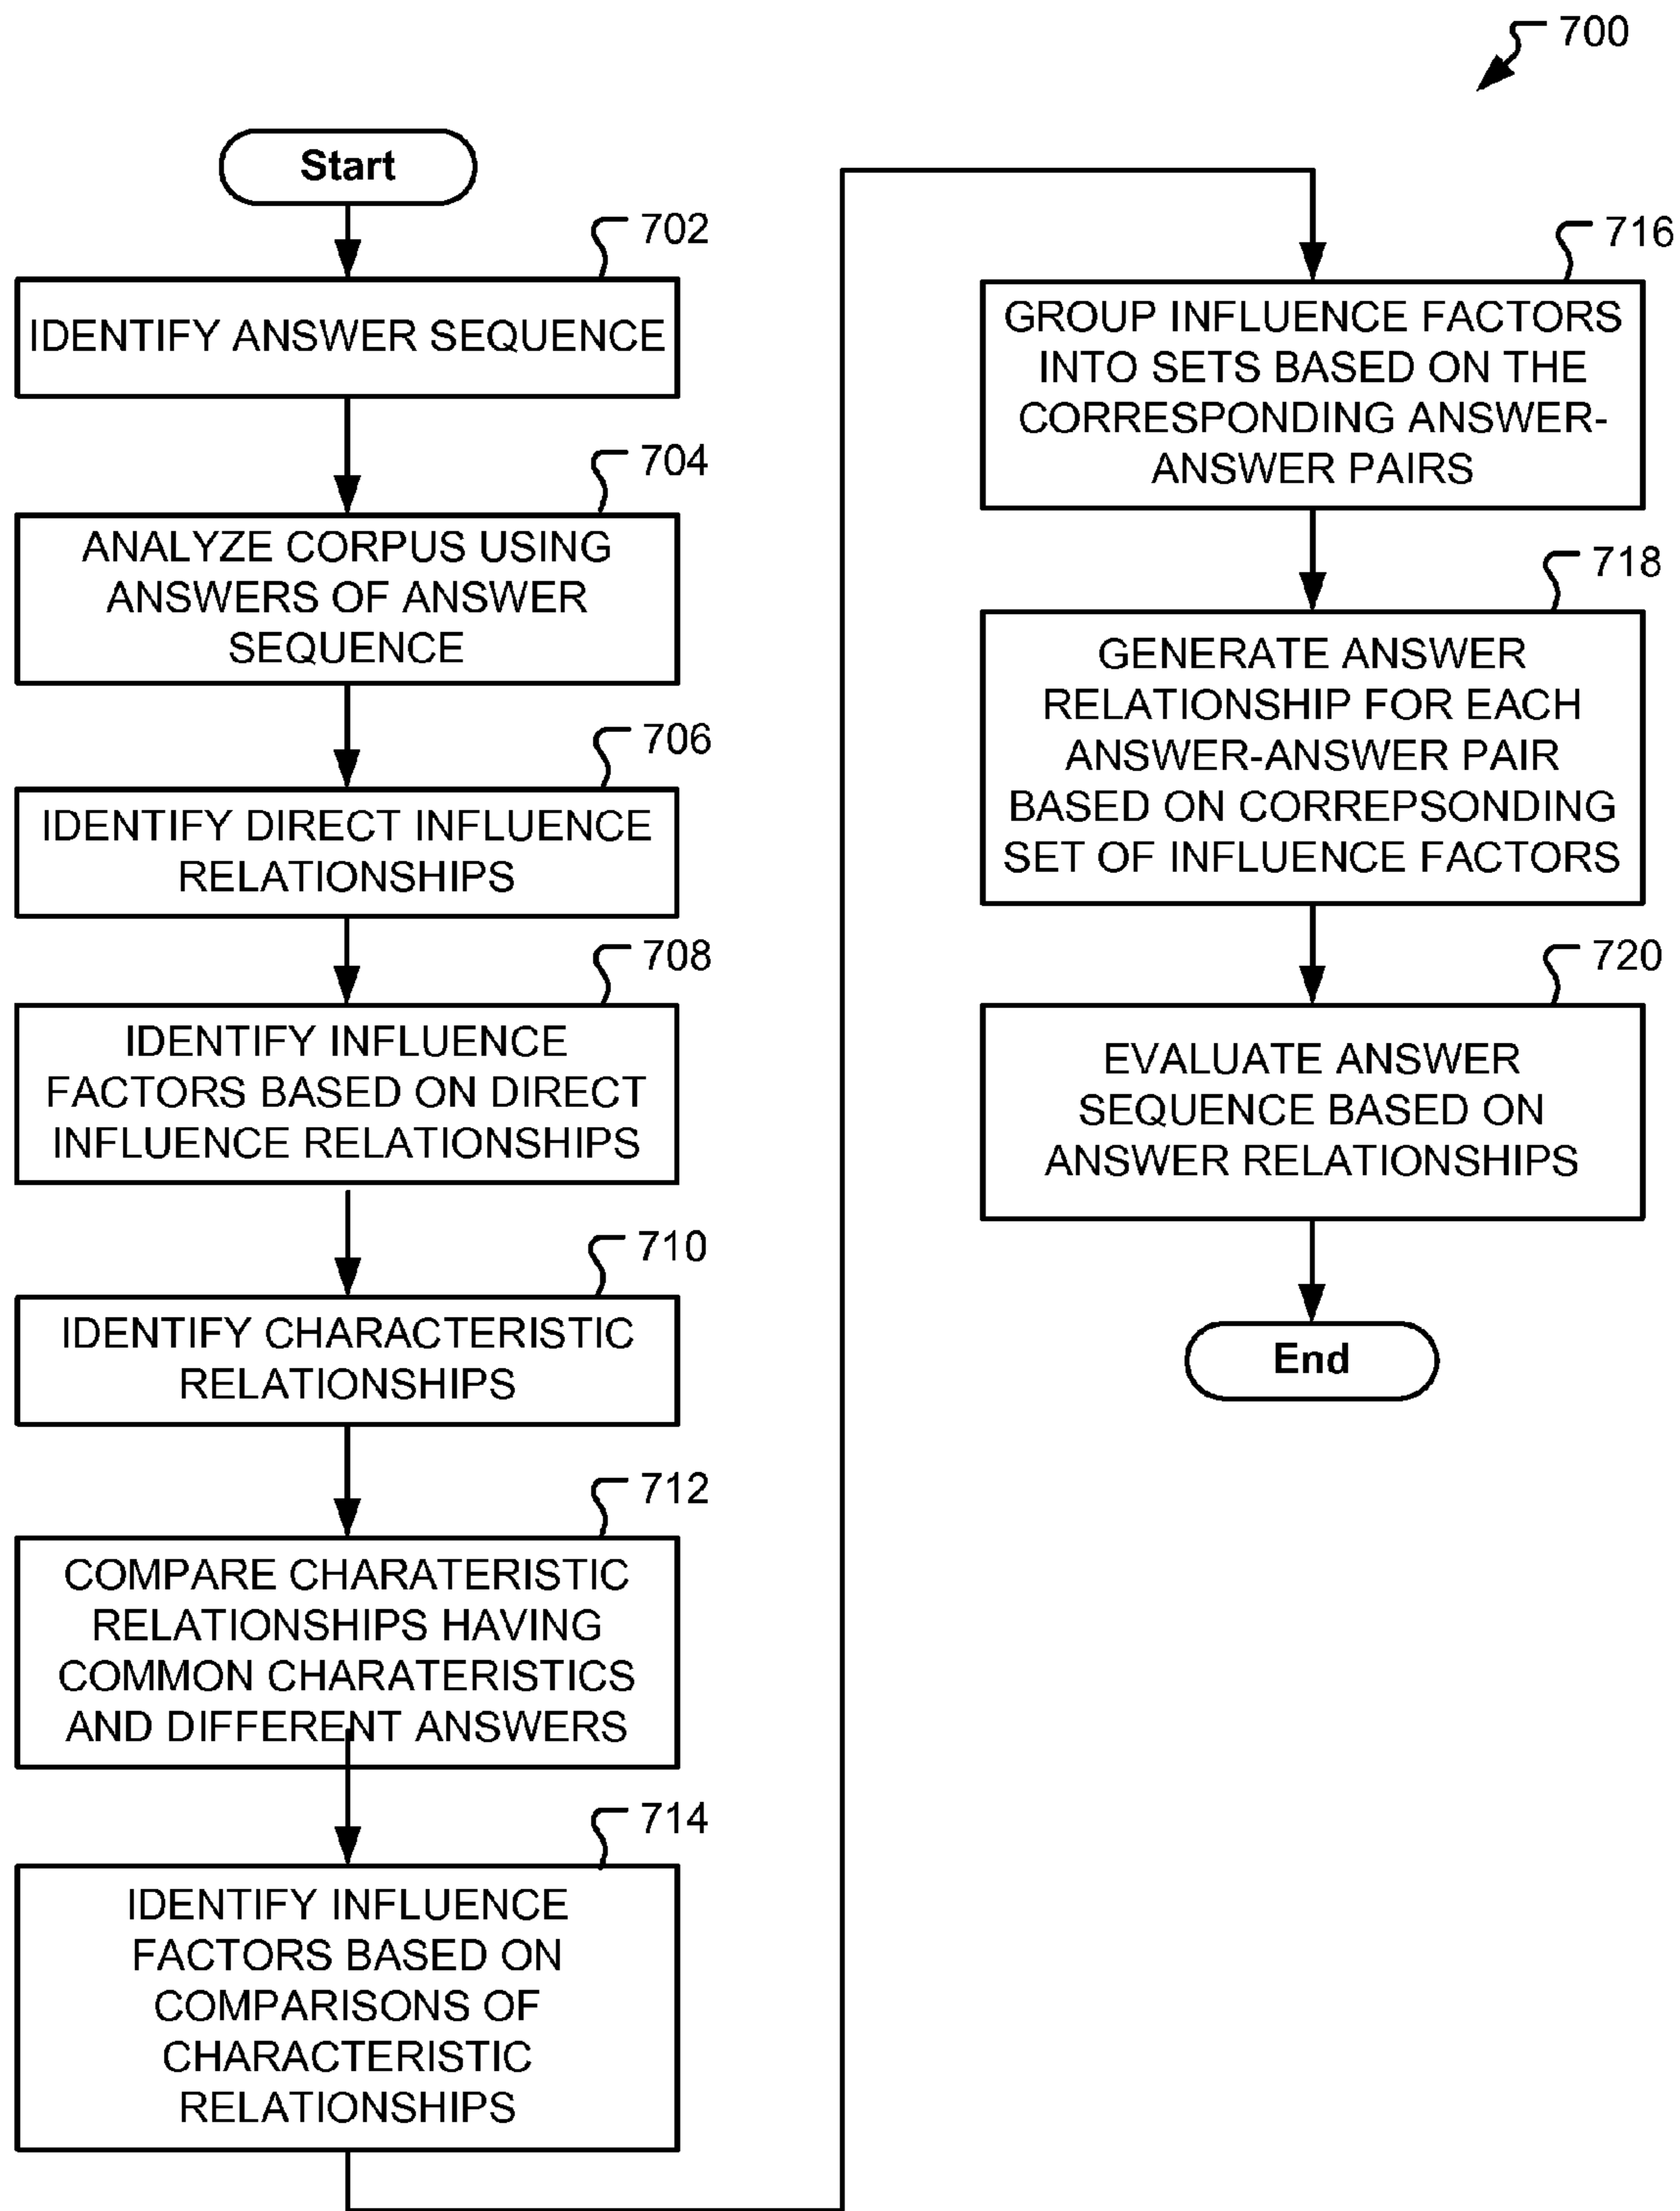 700
Start
702
IDENTIFY ANSWER SEQUENCE
704
ANALYZE CORPUS USING
ANSWERS OF ANSWER
SEQUENCE
706
IDENTIFY DIRECT INFLUENCE
RELATIONSHIPS
708
IDENTIFY INFLUENCE
FACTORS BASED ON DIRECT
INFLUENCE RELATIONSHIPS
710
IDENTIFY CHARACTERISTIC
RELATIONSHIPS
712
COMPARE CHARATERISTIC
RELATIONSHIPS HAVING
COMMON CHARATERISTICS
AND DIFFERENT ANSWERS
714
IDENTIFY INFLUENCE
FACTORS BASED ON
COMPARISONS OF
CHARACTERISTIC
RELATIONSHIPS
716
GROUP INFLUENCE FACTORS
INTO SETS BASED ON THE
CORRESPONDING ANSWER-
ANSWER PAIRS
718
GENERATE ANSWER
RELATIONSHIP FOR EACH
ANSWER-ANSWER PAIR
BASED ON CORREPSONDING
SET OF INFLUENCE FACTORS
720
EVALUATE ANSWER
SEQUENCE BASED ON
ANSWER RELATIONSHIPS
End